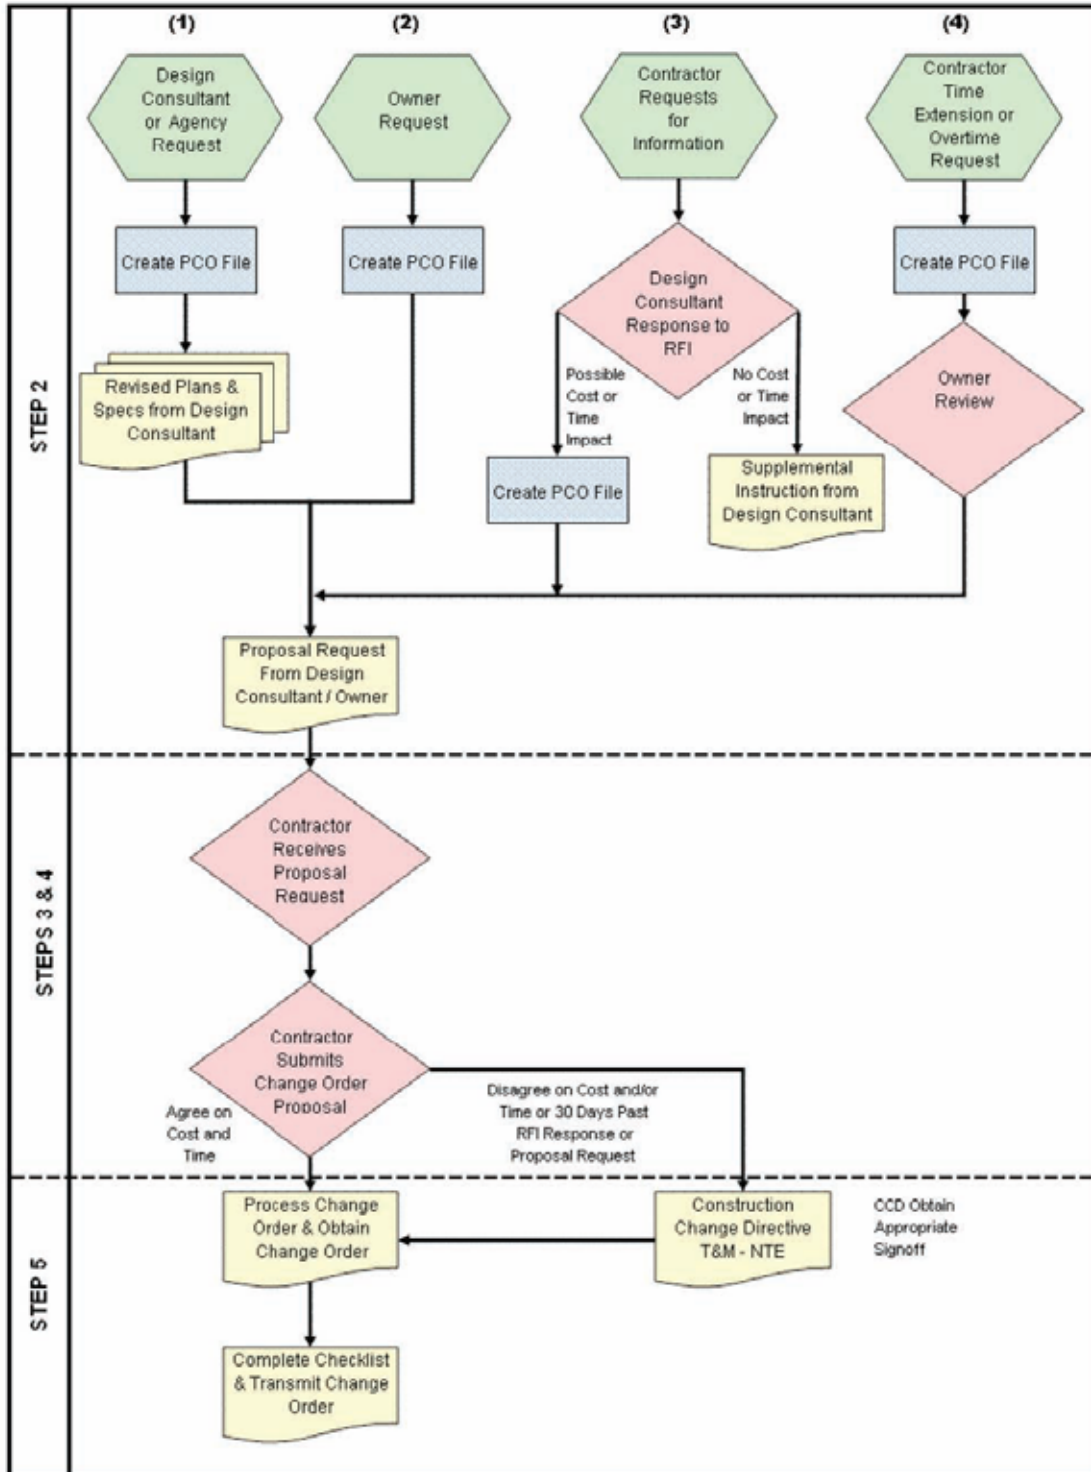 (1)
(2)
(3)
(4)
Design
Consultant
or Agency
Request
Owner
Request
Contractor
Requests
for
Information
Contractor
Time
Extension or
Overtime
Request
Create PCO File
Create PCO File
Create PCO File
Design
Consultant
Response to
RFI
Owner
Review
STEP 2
Revised Plans &
Specs from Design
Consultant
Possible
Cost or
Time
Impact
No Cost
or Time
Impact
Create PCO File
Supplemental
Instruction from
Design Consultant
Proposal Request
From Design
Consultant / Owner
STEPS 3 & 4
Contractor
Receives
Proposal
Request
Contractor
Submits
Change Order
Proposal
Agree on
Cost and
Time
Disagree on Cost and/or
Time or 30 Days Past
RFI Response or
Proposal Request
STEP 5
Process Change
Order & Obtain
Change Order
Construction
Change Directive
T&M - NTE
CCD Obtain
Appropriate
Signoff
Complete Checklist
& Transmit Change
Order